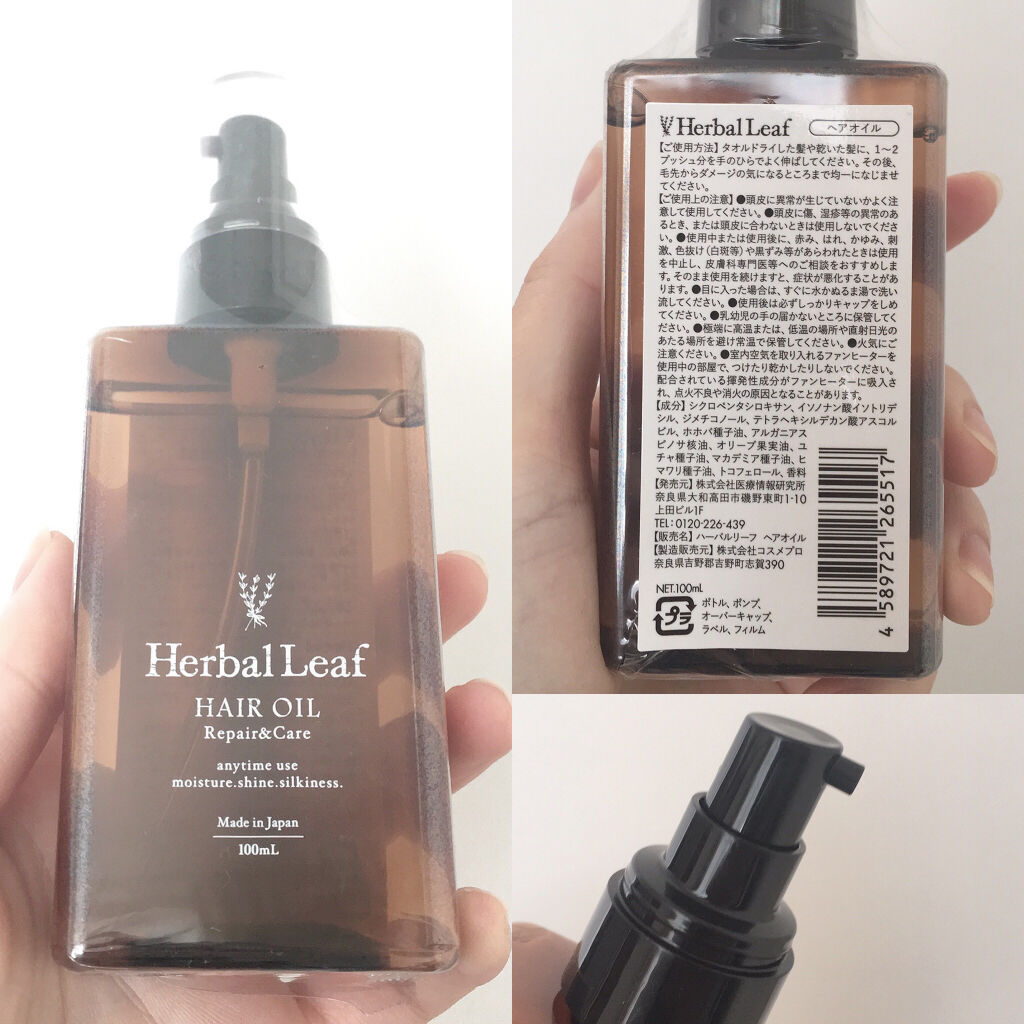 Herbal Leaf
HAIR OIL
Repair&Care
anytime use
moisture.shine.silkiness.
Made in Japan
100mL
Herbal Leaf
ヘアオイル
【ご使用方法】タオルドライした髪や乾いた髪に、1～2
プッシュ分を手のひらでよく伸ばしてください。その後、
毛先からダメージの気になるところまで均一になじませ
てください。
【ご使用上の注意】●頭皮に異常が生じていないかよく注
意して使用してください。●頭皮に傷、湿疹等の異常のあ
るとき、または頭皮に合わないときは使用しないでくださ
い。●使用中または使用後に、赤み、はれ、かゆみ、刺
激、色抜け(白斑等)や黒ずみ等があらわれたときは使用
を中止し、皮膚科専門医等へのご相談をおすすめしま
す。そのまま使用を続けますと、症状が悪化することがあ
ります。●目に入った場合は、すぐに水かぬるま湯で洗い
流してください。●使用後は必ずしっかりキャップをしめ
てください。●乳幼児の手の届かないところに保管してく
ださい。●極端に高温または、低温の場所や直射日光の
あたる場所を避け常温で保管してください。●火気にご
注意ください。●室内空気を取り入れるファンヒーターを
使用中の部屋で、つけたり乾かしたりしないでください。
配合されている揮発性成分がファンヒーターに吸入さ
れ、点火不良や消火の原因となることがあります。
【成分】シクロペンタシロキサン、イソノナン酸イソトリデ
シル、ジメチコノール、テトラヘキシルデカン酸アスコル
ビル、ホホバ種子油、アルガニアス
ピノサ核油、オリーブ果実油、ユ
チャ種子油、マカデミア種子油、ヒ
マワリ種子油、トコフェロール、香料
【発売元】株式会社医療情報研究所
奈良県大和高田市磯野東町1-10
上田ビル1F
TEL:0120-226-439
【販売名】ハーバルリーフ ヘアオイル
【製造販売元】株式会社コスメプロ
奈良県吉野郡吉野町志賀390
NET.100mL
プラ
ボトル、ポンプ、
オーバーキャップ、
ラベル、フィルム
4 589721 265517